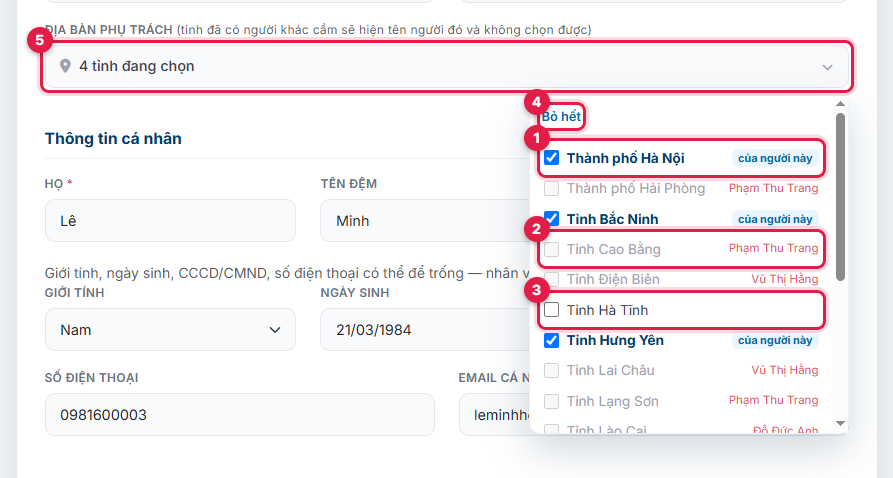 ĐỊA BÀN PHỤ TRÁCH (tỉnh đã có người khác cầm sẽ hiện tên người đó và không chọn được)
5
4 tỉnh đang chọn
4
Bỏ hết
1
Thông tin cá nhân
Thành phố Hà Nội của người này
HỌ * TÊN ĐỆM
Thành phố Hải Phòng Phạm Thu Trang
Lê Minh
Tỉnh Bắc Ninh của người này
2
Tỉnh Cao Bằng Phạm Thu Trang
Giới tính, ngày sinh, CCCD/CMND, số điện thoại có thể để trống — nhân v
Tỉnh Điện Biên Vũ Thị Hằng
GIỚI TÍNH NGÀY SINH
3
Tỉnh Hà Tĩnh
Nam 21/03/1984
Tỉnh Hưng Yên của người này
Tỉnh Lai Châu Vũ Thị Hằng
SỐ ĐIỆN THOẠI EMAIL CÁ N
Tỉnh Lạng Sơn Phạm Thu Trang
0981600003 leminhh
Tỉnh Lào Cai Đỗ Đức Anh